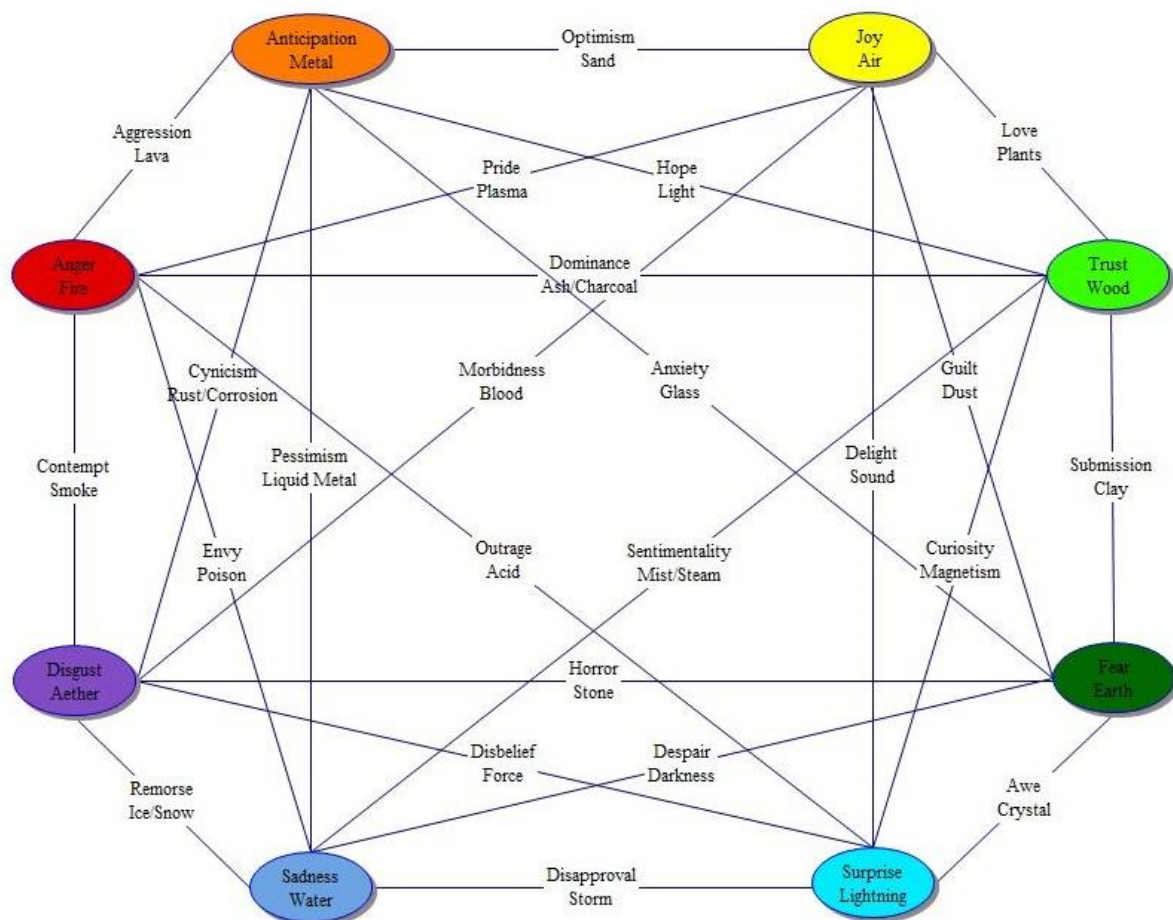 Anticipation
Metal
Optimism
Sand
Joy
Air
Aggression
Lava
Love
Plants
Pride
Plasma
Hope
Light
Anger
Fire
Dominance
Ash/Charcoal
Trust
Wood
Cynicism
Rust/Corrosion
Morbidness
Blood
Anxiety
Glass
Guilt
Dust
Contempt
Smoke
Pessimism
Liquid Metal
Delight
Sound
Submission
Clay
Envy
Poison
Outrage
Acid
Sentimentality
Mist/Steam
Curiosity
Magnetism
Disgust
Aether
Horror
Stone
Fear
Earth
Remorse
Ice/Snow
Disbelief
Force
Despair
Darkness
Awe
Crystal
Sadness
Water
Disapproval
Storm
Surprise
Lightning